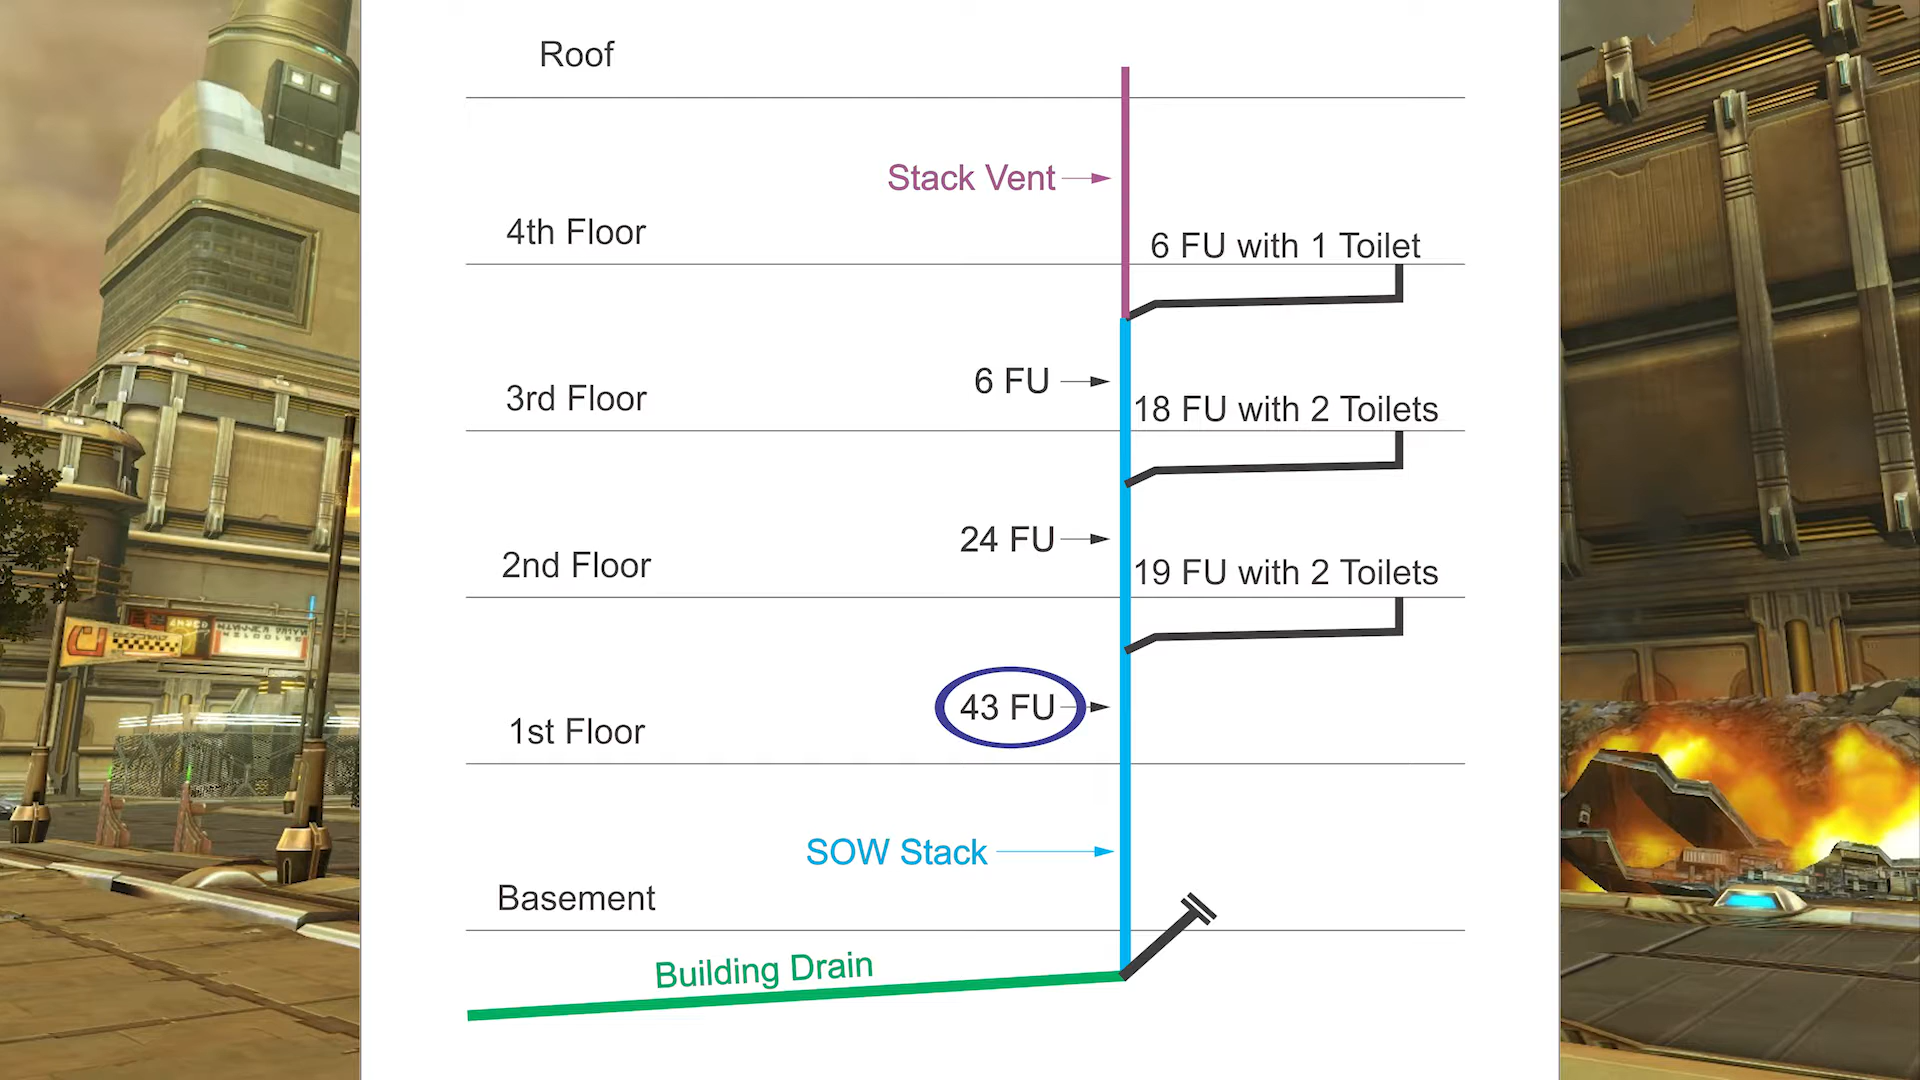 Roof
Stack Vent
4th Floor
6 FU with 1 Toilet
6 FU
3rd Floor
18 FU with 2 Toilets
24 FU
2nd Floor
19 FU with 2 Toilets
43 FU
1st Floor
SOW Stack
Basement
Building Drain